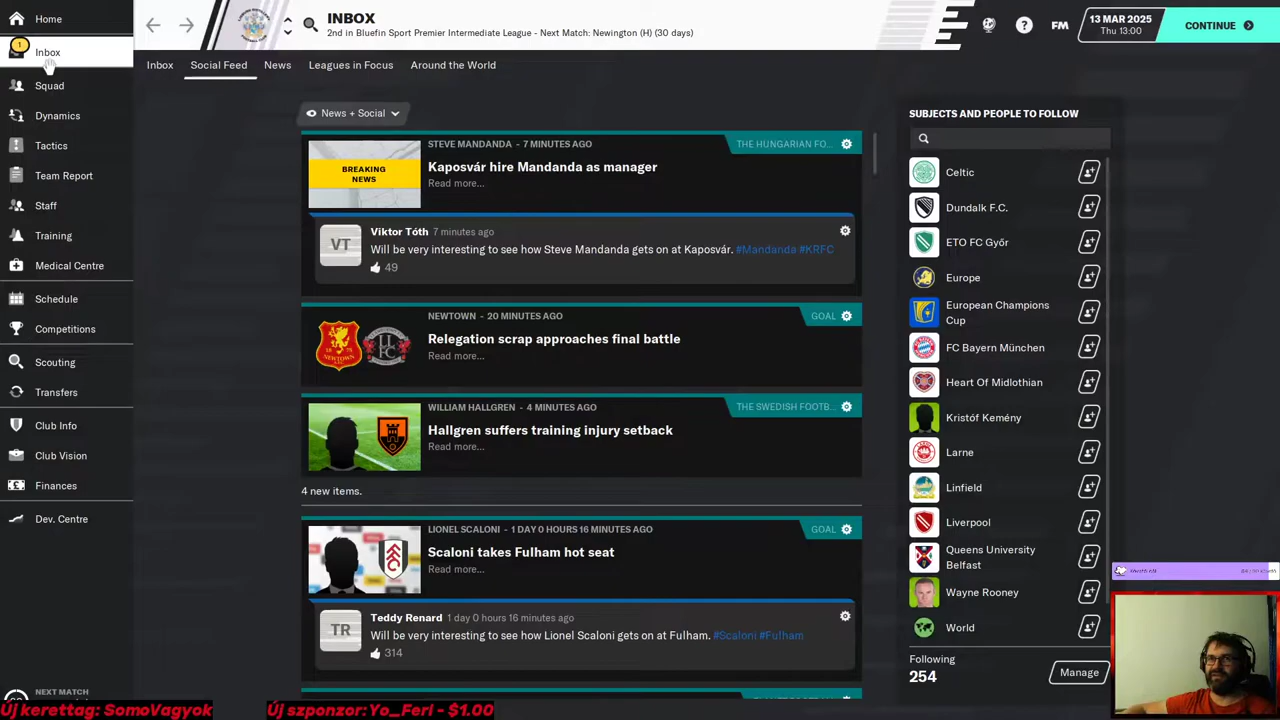 Home
INBOX
2nd in Bluefin Sport Premier Intermediate League - Next Match: Newington (H) (30 days)
FM
13 MAR 2025
Thu 13:00
CONTINUE
1
Inbox
Squad
Dynamics
Tactics
Team Report
Staff
Training
Medical Centre
Schedule
Competitions
Scouting
Transfers
Club Info
Club Vision
Finances
Dev. Centre
NEXT MATCH
Inbox
Social Feed
News
Leagues in Focus
Around the World
News + Social
BREAKING
NEWS
STEVE MANDANDA - 7 MINUTES AGO
THE HUNGARIAN FO...
Kaposvár hire Mandanda as manager
Read more...
VT
Viktor Tóth 7 minutes ago
Will be very interesting to see how Steve Mandanda gets on at Kaposvár. #Mandanda #KRFC
49
NEWTOWN - 20 MINUTES AGO
GOAL
Relegation scrap approaches final battle
Read more...
WILLIAM HALLGREN - 4 MINUTES AGO
THE SWEDISH FOOTB...
Hallgren suffers training injury setback
Read more...
4 new items.
LIONEL SCALONI - 1 DAY 0 HOURS 16 MINUTES AGO
GOAL
Scaloni takes Fulham hot seat
Read more...
TR
Teddy Renard 1 day 0 hours 16 minutes ago
Will be very interesting to see how Lionel Scaloni gets on at Fulham. #Scaloni #Fulham
314
SUBJECTS AND PEOPLE TO FOLLOW
Celtic
Dundalk F.C.
ETO FC Győr
Europe
European Champions
Cup
FC Bayern München
Heart Of Midlothian
Kristóf Kemény
Larne
Linfield
Liverpool
Queens University
Belfast
Wayne Rooney
World
Following
254
Manage
Új kerettag: SomoVagyok
Új szponzor: Yo_Feri - $1.00